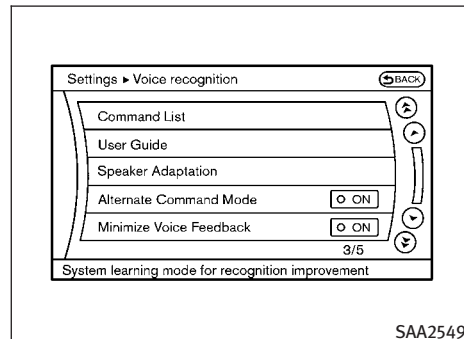 Settings ▸ Voice recognition BACK
Command List
User Guide
Speaker Adaptation
Alternate Command Mode ON
Minimize Voice Feedback ON
3/5
System learning mode for recognition improvement
SAA2549